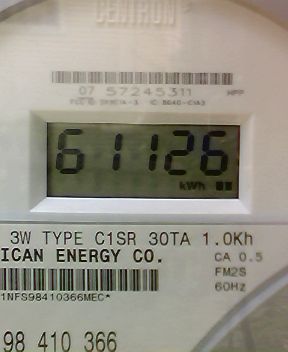 CENTRON
07 57245311
HPP
61126
kWh
3W TYPE C1SR 30TA 1.0Kh
ICAN ENERGY CO.
CA 0.5
FM2S
60Hz
1NFS98410366MEC*
98 410 366